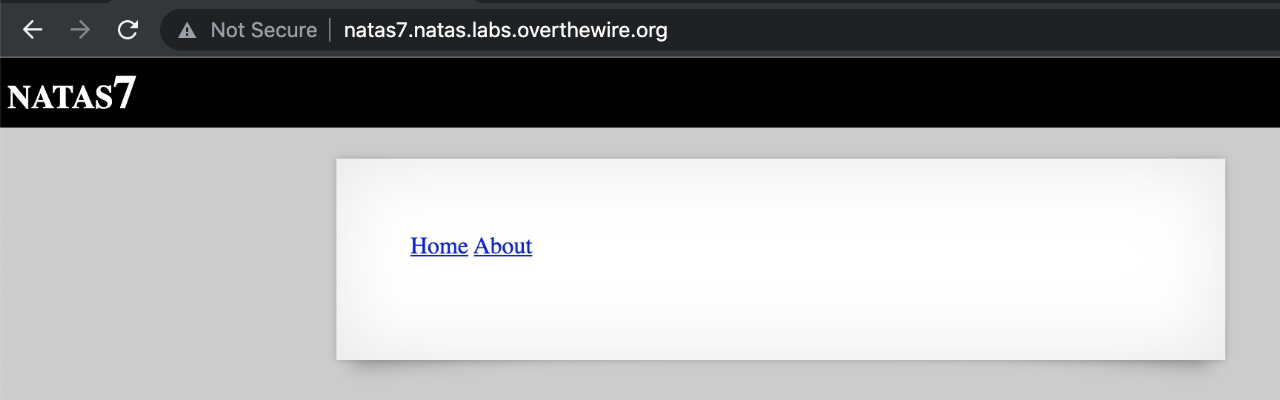 Not Secure | natas7.natas.labs.overthewire.org
NATAS7
Home About